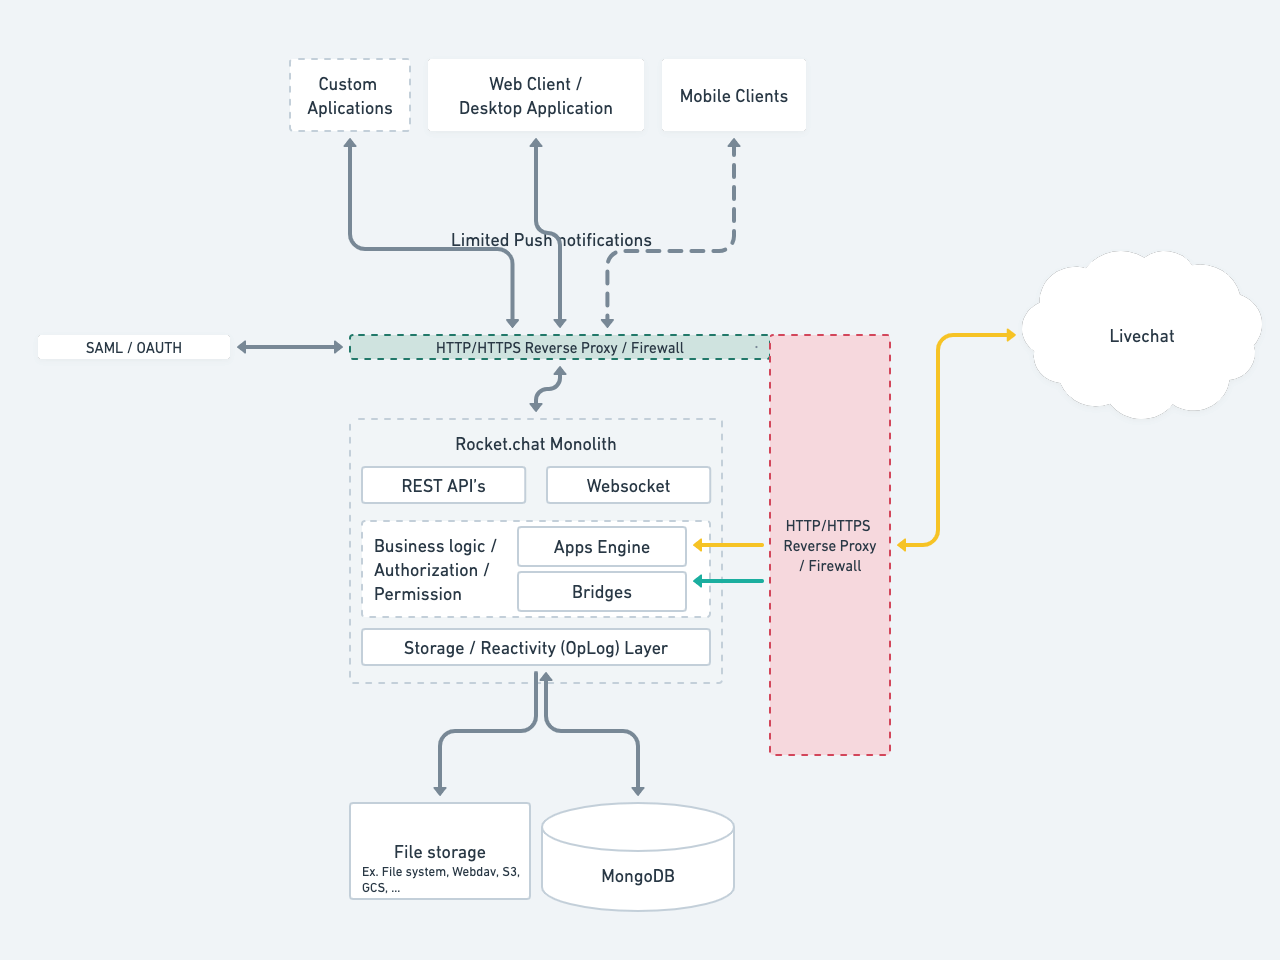 Custom
Aplications
Web Client /
Desktop Application
Mobile Clients
Limited Push notifications
SAML / OAUTH
HTTP/HTTPS Reverse Proxy / Firewall
Livechat
Rocket.chat Monolith
REST API’s
Websocket
Business logic /
Authorization /
Permission
Apps Engine
Bridges
HTTP/HTTPS
Reverse Proxy
/ Firewall
Storage / Reactivity (OpLog) Layer
File storage
Ex. File system, Webdav, S3,
GCS, ...
MongoDB